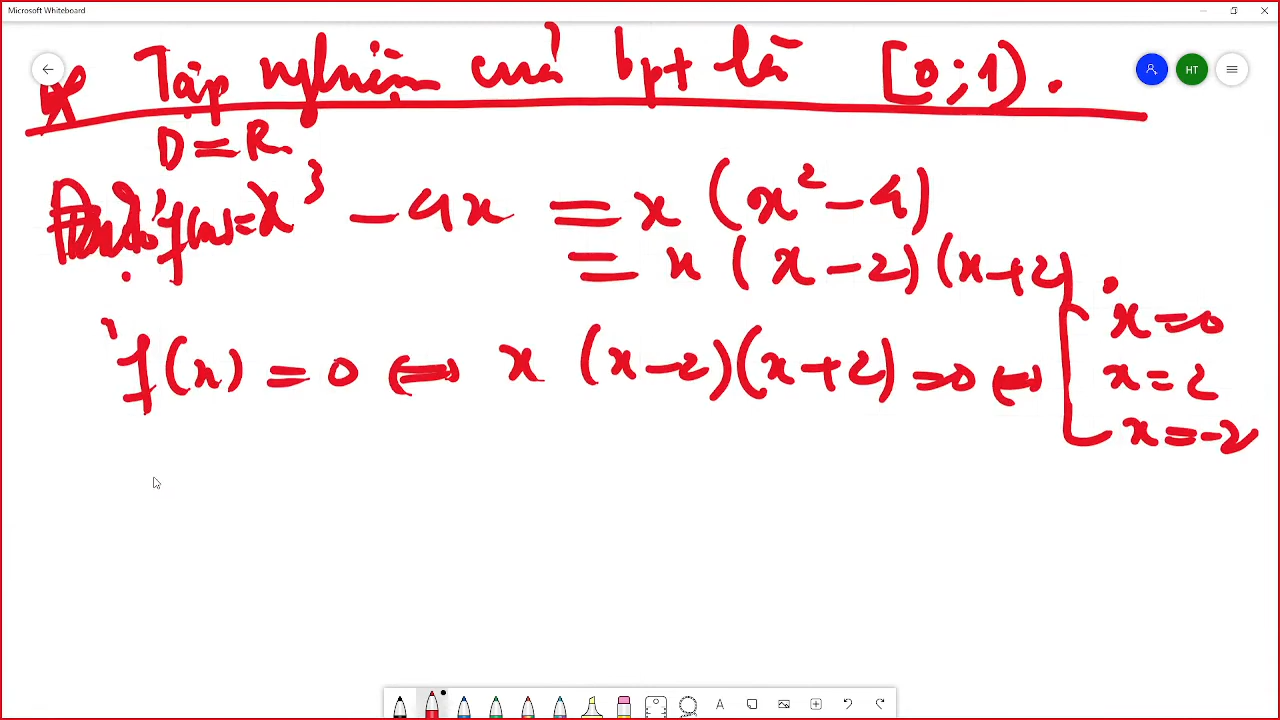 Microsoft Whiteboard
Tập nghiệm của bpt là [0;1).
HT
D = R.
f(x) = x³ - 4x = x (x² - 4)
= x (x - 2)(x + 2)
f(x) = 0 ⇔ x (x - 2)(x + 2) = 0 ⇔ [ x = 0
x = 2
x = -2
A